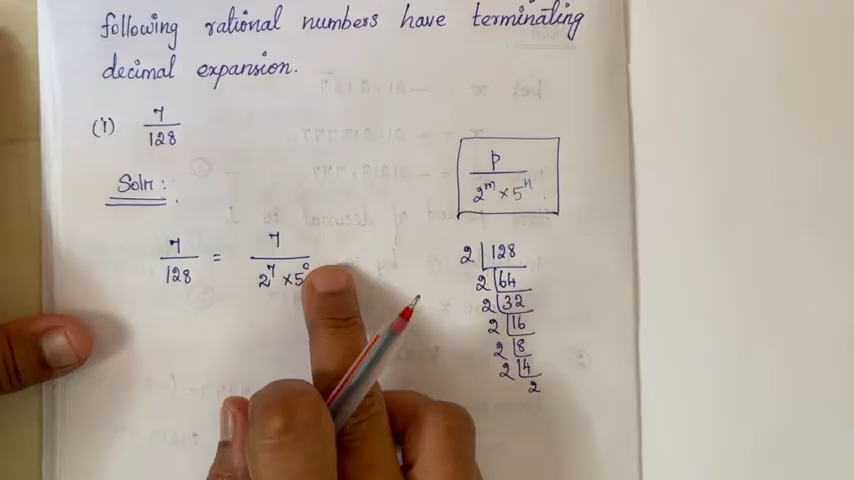 following rational numbers have terminating
decimal expansion.
(i) 7/128
Soln :
7/128 = 7/2^7 × 5^0
p/2^m × 5^n
2 | 128
2 | 64
2 | 32
2 | 16
2 | 8
2 | 4
2